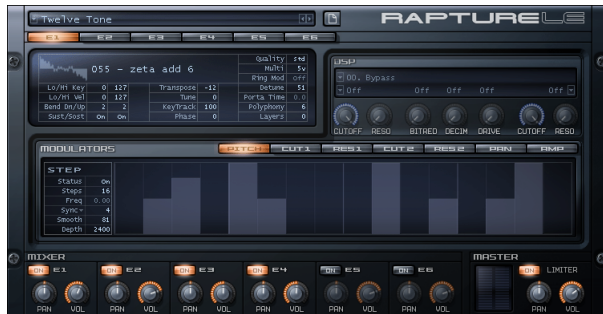 Twelve Tone
RAPTURE LE
E1 E2 E3 E4 E5 E6
055 - zeta add 6
Quality std
Multi 5v
Ring Mod off
Lo/Hi Key 0 127 Transpose -12 Detune 51
Lo/Hi Vel 0 127 Tune 0 Porta Time 0.0
Bend Dn/Up 2 2 KeyTrack 100 Polyphony 6
Sust/Sost On On Phase 0 Layers 0
DSP
00. Bypass
Off Off Off Off Off
CUTOFF RESO BITRED DECIM DRIVE CUTOFF RESO
MODULATORS PITCH CUT1 RES1 CUT2 RES2 PAN AMP
STEP
Status On
Steps 16
Freq 0.00
Sync 4
Smooth 81
Depth 2400
MIXER MASTER
ON E1 ON E2 ON E3 ON E4 ON E5 ON E6 ON LIMITER
PAN VOL PAN VOL PAN VOL PAN VOL PAN VOL PAN VOL PAN VOL